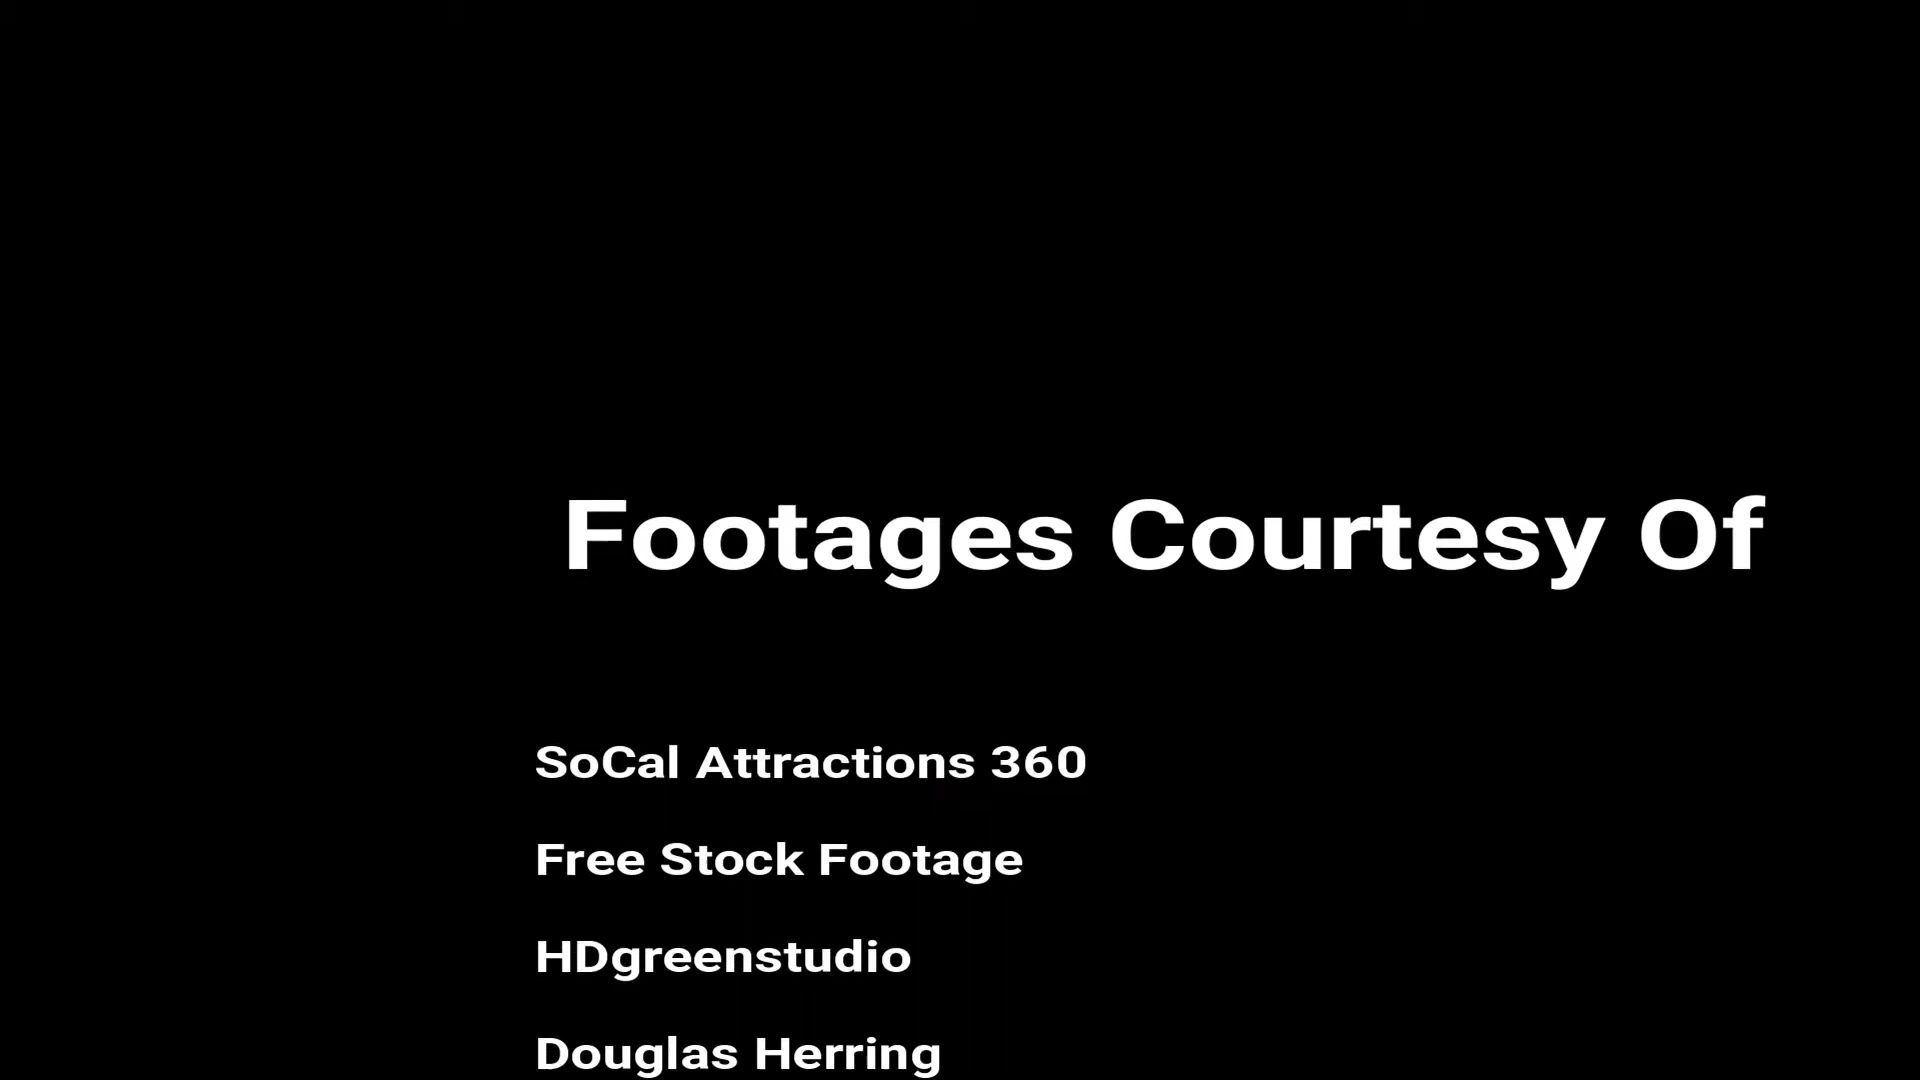 Footages Courtesy Of
SoCal Attractions 360
Free Stock Footage
HDgreenstudio
Douglas Herring